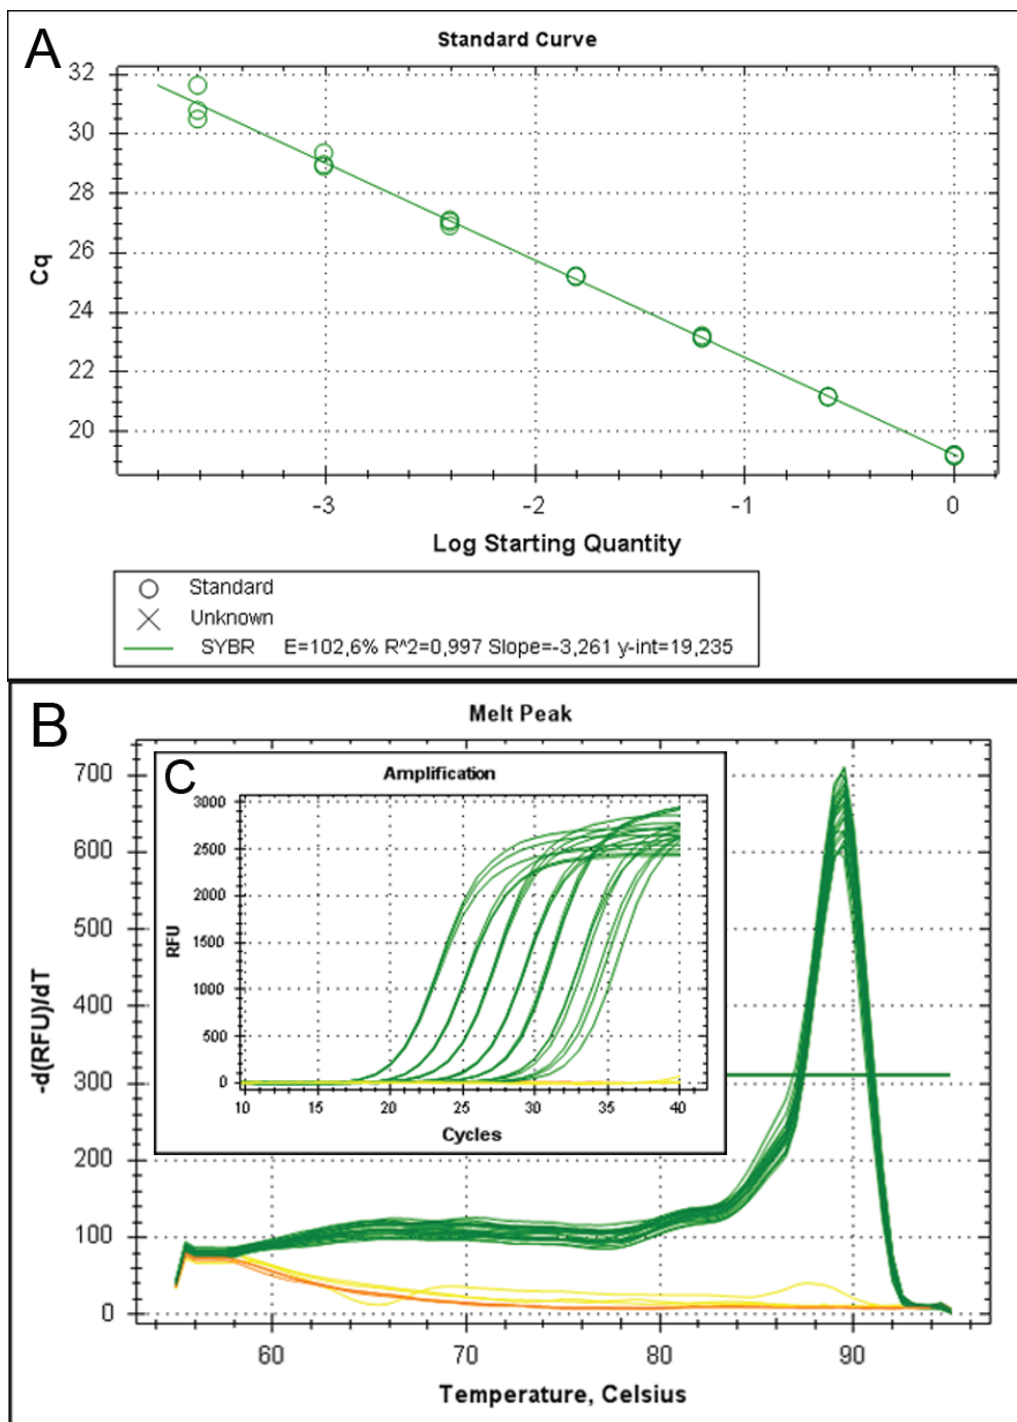 A
Standard Curve
32
30
28
26
24
22
20
Cq
-3 -2 -1 0
Log Starting Quantity
Standard
Unknown
SYBR E=102,6% R^2=0,997 Slope=-3,261 y-int=19,235
B
Melt Peak
700
600
500
400
300
200
100
0
-d(RFU)/dT
60 70 80 90
Temperature, Celsius
C
Amplification
3000
2500
2000
1500
1000
500
0
RFU
10 15 20 25 30 35 40
Cycles